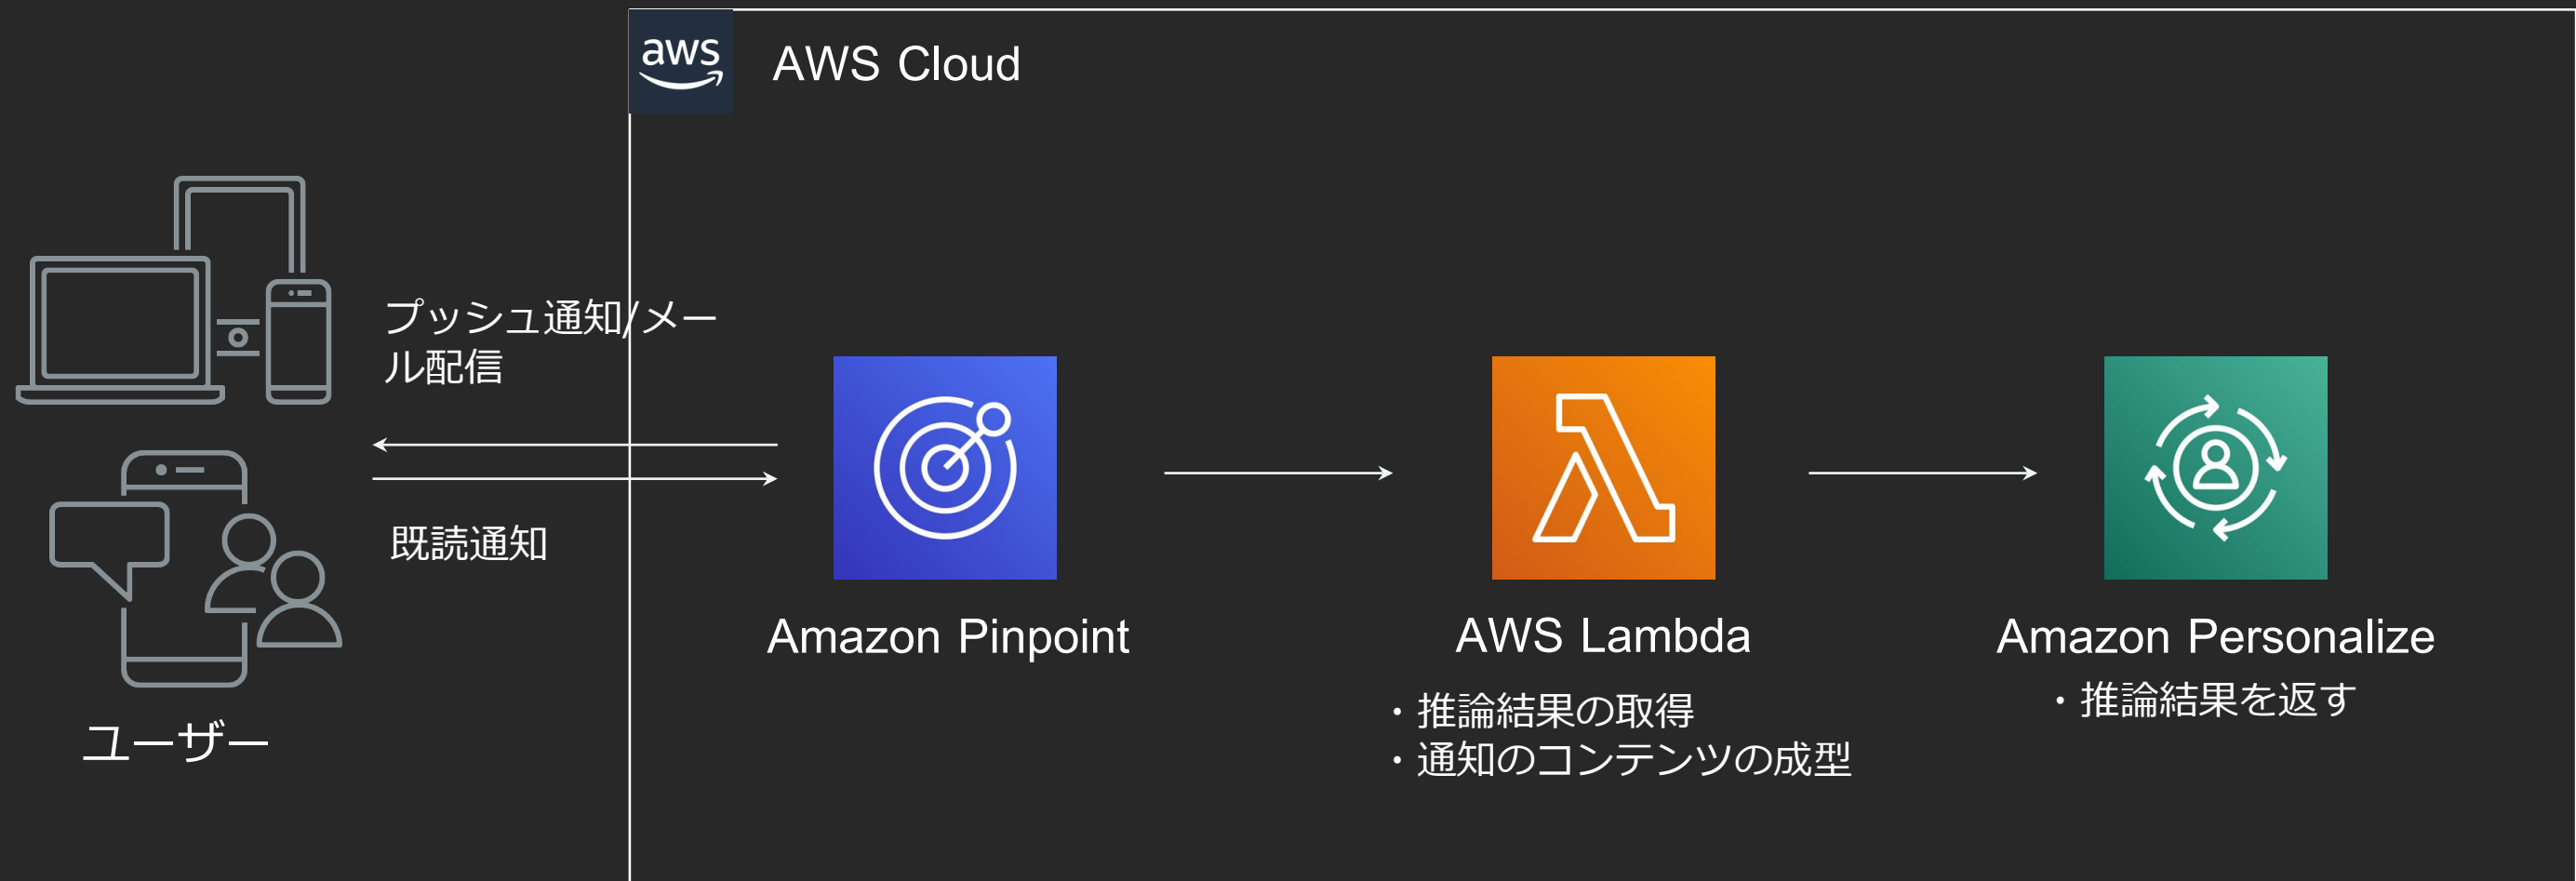 aws
AWS Cloud
プッシュ通知/メー
ル配信
既読通知
ユーザー
Amazon Pinpoint
AWS Lambda
・推論結果の取得
・通知のコンテンツの成型
Amazon Personalize
・推論結果を返す